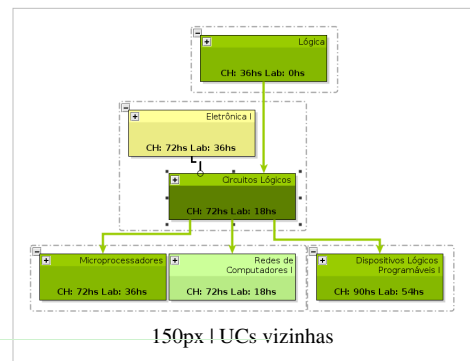 Lógica
CH: 36hs Lab: 0hs
Eletrônica I
CH: 72hs Lab: 36hs
Circuitos Lógicos
CH: 72hs Lab: 18hs
Microprocessadores
CH: 72hs Lab: 36hs
Redes de
Computadores I
CH: 72hs Lab: 18hs
Dispositivos Lógicos
Programáveis I
CH: 90hs Lab: 54hs
150px | UCs vizinhas